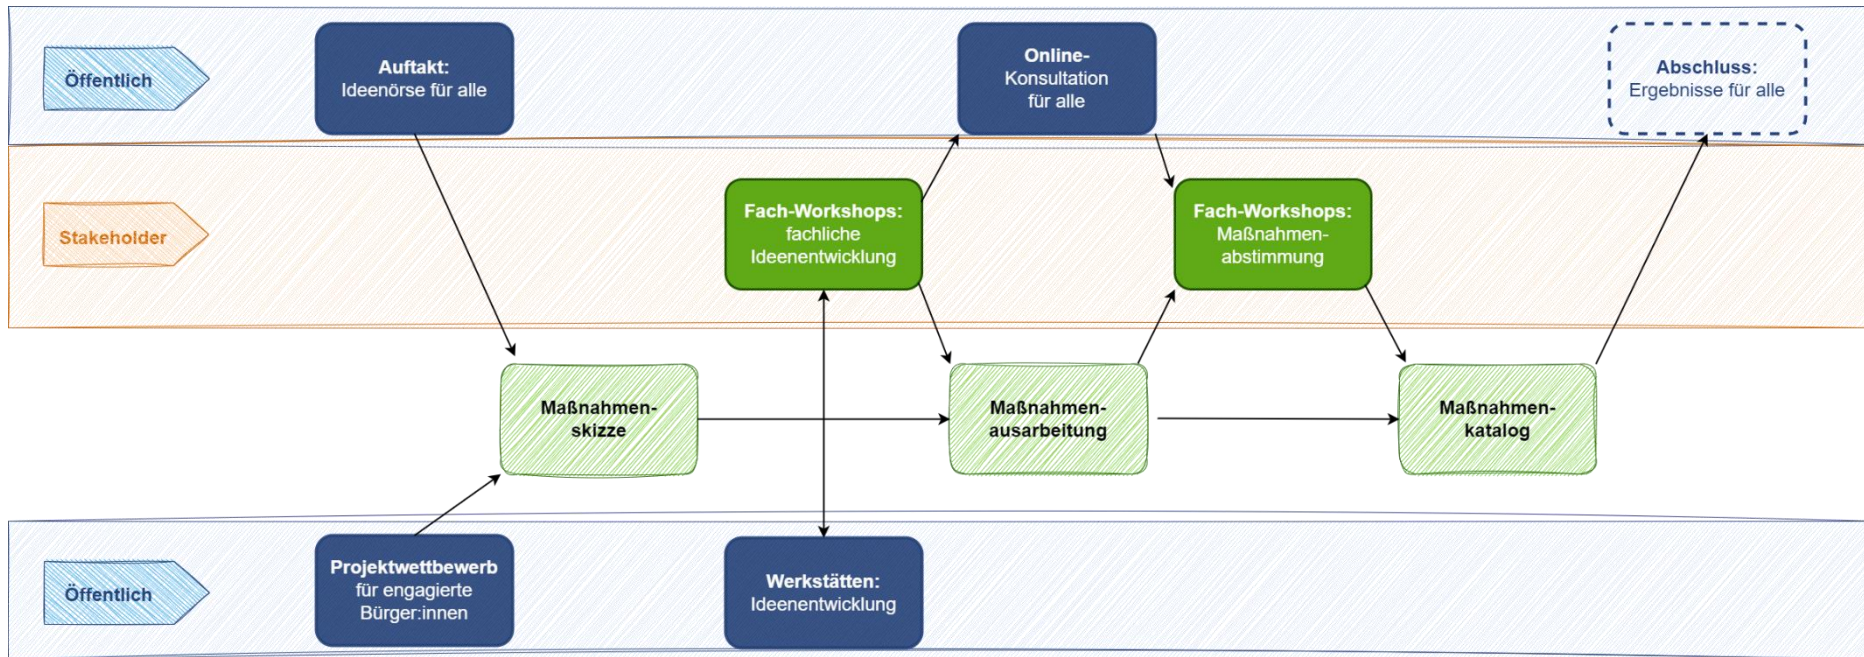 Öffentlich
Auftakt:
Ideenörse für alle
Online-
Konsultation
für alle
Abschluss:
Ergebnisse für alle
Stakeholder
Fach-Workshops:
fachliche
Ideenentwicklung
Fach-Workshops:
Maßnahmen-
abstimmung
Maßnahmen-
skizze
Maßnahmen-
ausarbeitung
Maßnahmen-
katalog
Öffentlich
Projektwettbewerb
für engagierte
Bürger:innen
Werkstätten:
Ideenentwicklung